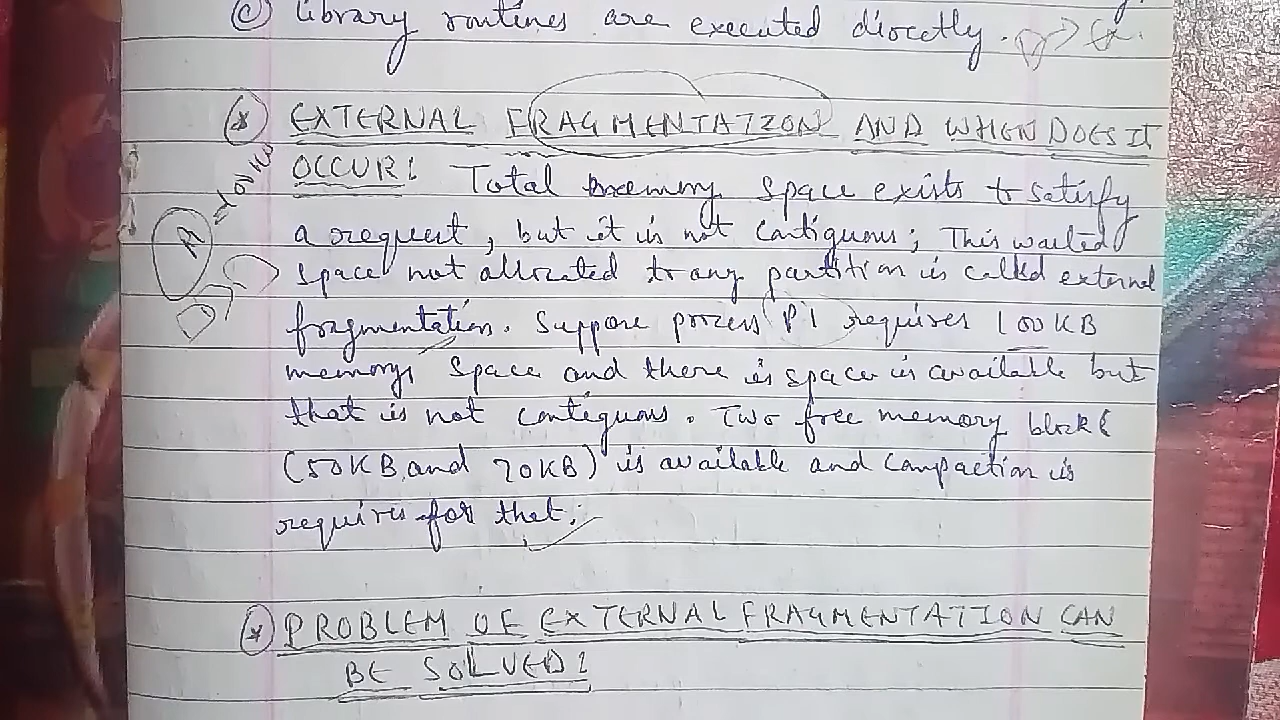 (c) library routines are executed directly.
(*) EXTERNAL FRAGMENTATION AND WHEN DOES IT
OCCUR? Total memory space exists to satisfy
a request, but it is not contiguous; This wasted
space not allocated to any partition is called external
fragmentation. Suppose process P1 requires 100KB
memory space and there is space is available but
that is not contiguous. Two free memory block
(50KB and 70KB) is available and compaction is
requires for that.
(*) PROBLEM OF EXTERNAL FRAGMENTATION CAN
BE SOLVED?